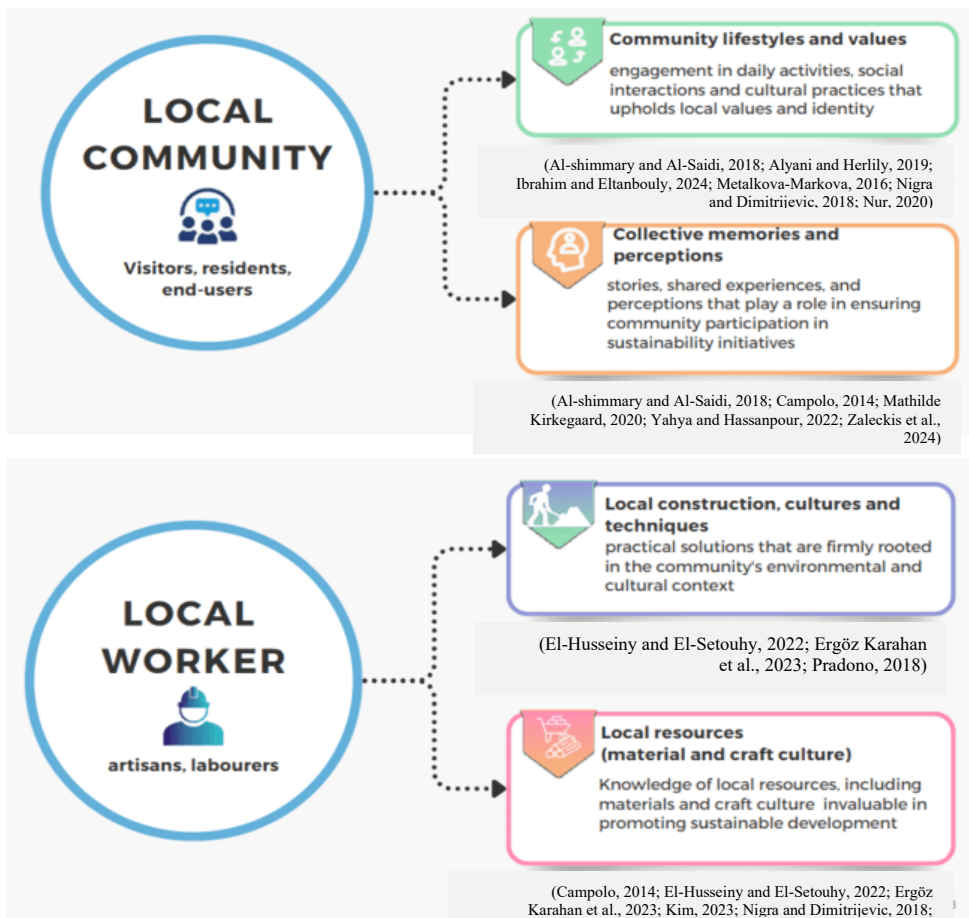 LOCAL
COMMUNITY
Visitors, residents,
end-users
Community lifestyles and values
engagement in daily activities, social
interactions and cultural practices that
upholds local values and identity
(Al-shimmary and Al-Saidi, 2018; Alyani and Herlily, 2019;
Ibrahim and Eltanbouly, 2024; Metalkova-Markova, 2016; Nigra
and Dimitrijevic, 2018; Nur, 2020)
Collective memories and
perceptions
stories, shared experiences, and
perceptions that play a role in ensuring
community participation in
sustainability initiatives
(Al-shimmary and Al-Saidi, 2018; Campolo, 2014; Mathilde
Kirkegaard, 2020; Yahya and Hassanpour, 2022; Zaleckis et al.,
2024)
LOCAL
WORKER
artisans, labourers
Local construction, cultures and
techniques
practical solutions that are firmly rooted
in the community's environmental and
cultural context
(El-Husseiny and El-Setouhy, 2022; Ergöz Karahan
et al., 2023; Pradono, 2018)
Local resources
(material and craft culture)
Knowledge of local resources, including
materials and craft culture invaluable in
promoting sustainable development
(Campolo, 2014; El-Husseiny and El-Setouhy, 2022; Ergöz
Karahan et al., 2023; Kim, 2023; Nigra and Dimitrijevic, 2018;